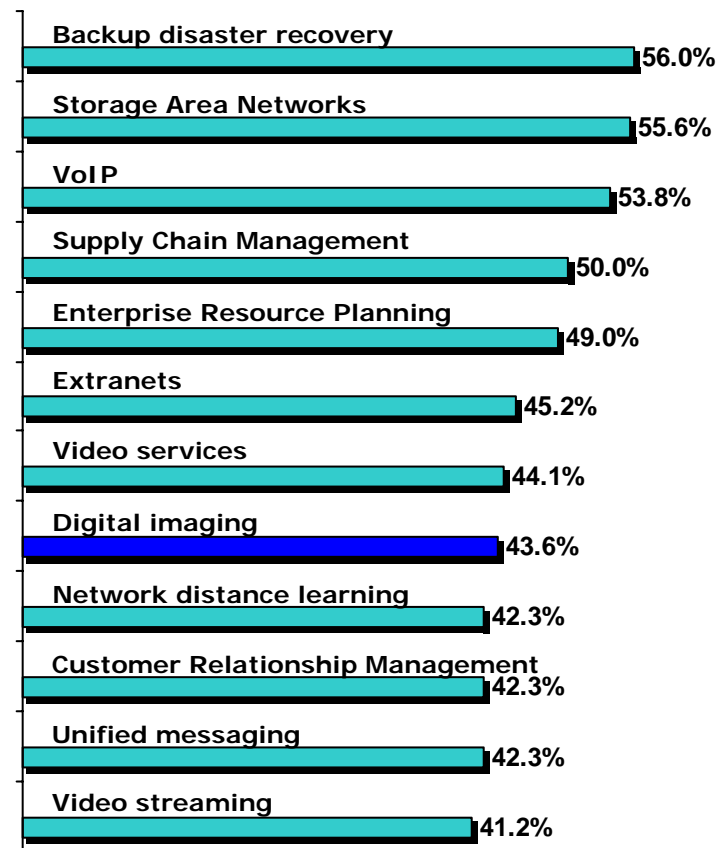 Backup disaster recovery
56.0%
Storage Area Networks
55.6%
VoIP
53.8%
Supply Chain Management
50.0%
Enterprise Resource Planning
49.0%
Extranets
45.2%
Video services
44.1%
Digital imaging
43.6%
Network distance learning
42.3%
Customer Relationship Management
42.3%
Unified messaging
42.3%
Video streaming
41.2%